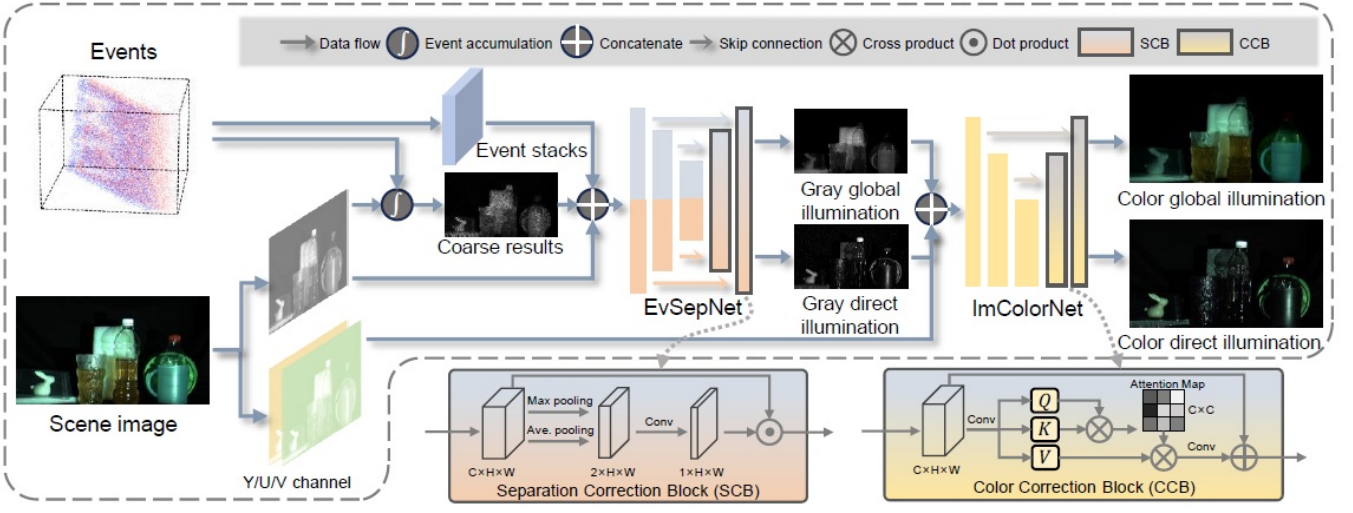 Events
Data flow
∫
Event accumulation
Concatenate
Skip connection
Cross product
Dot product
SCB
CCB
Event stacks
∫
Coarse results
Scene image
Y/U/V channel
EvSepNet
Gray global
illumination
Gray direct
illumination
ImColorNet
Color global illumination
Color direct illumination
C×H×W
Max pooling
Ave. pooling
2×H×W
Conv
1×H×W
Separation Correction Block (SCB)
C×H×W
Conv
Q
K
V
Attention Map
C×C
Conv
Color Correction Block (CCB)